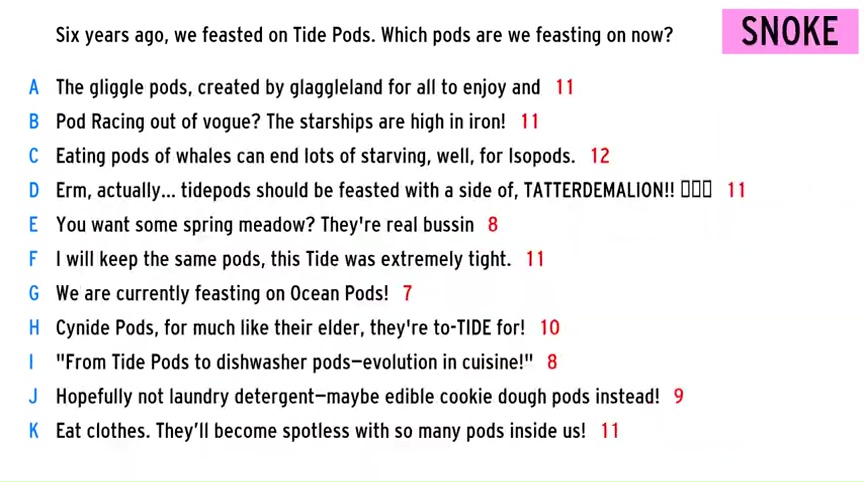 Six years ago, we feasted on Tide Pods. Which pods are we feasting on now?
SNOKE
A The gliggle pods, created by glaggleland for all to enjoy and 11
B Pod Racing out of vogue? The starships are high in iron! 11
C Eating pods of whales can end lots of starving, well, for Isopods. 12
D Erm, actually... tidepods should be feasted with a side of, TATTERDEMALION!! ▯▯▯ 11
E You want some spring meadow? They're real bussin 8
F I will keep the same pods, this Tide was extremely tight. 11
G We are currently feasting on Ocean Pods! 7
H Cynide Pods, for much like their elder, they're to-TIDE for! 10
I "From Tide Pods to dishwasher pods—evolution in cuisine!" 8
J Hopefully not laundry detergent—maybe edible cookie dough pods instead! 9
K Eat clothes. They’ll become spotless with so many pods inside us! 11